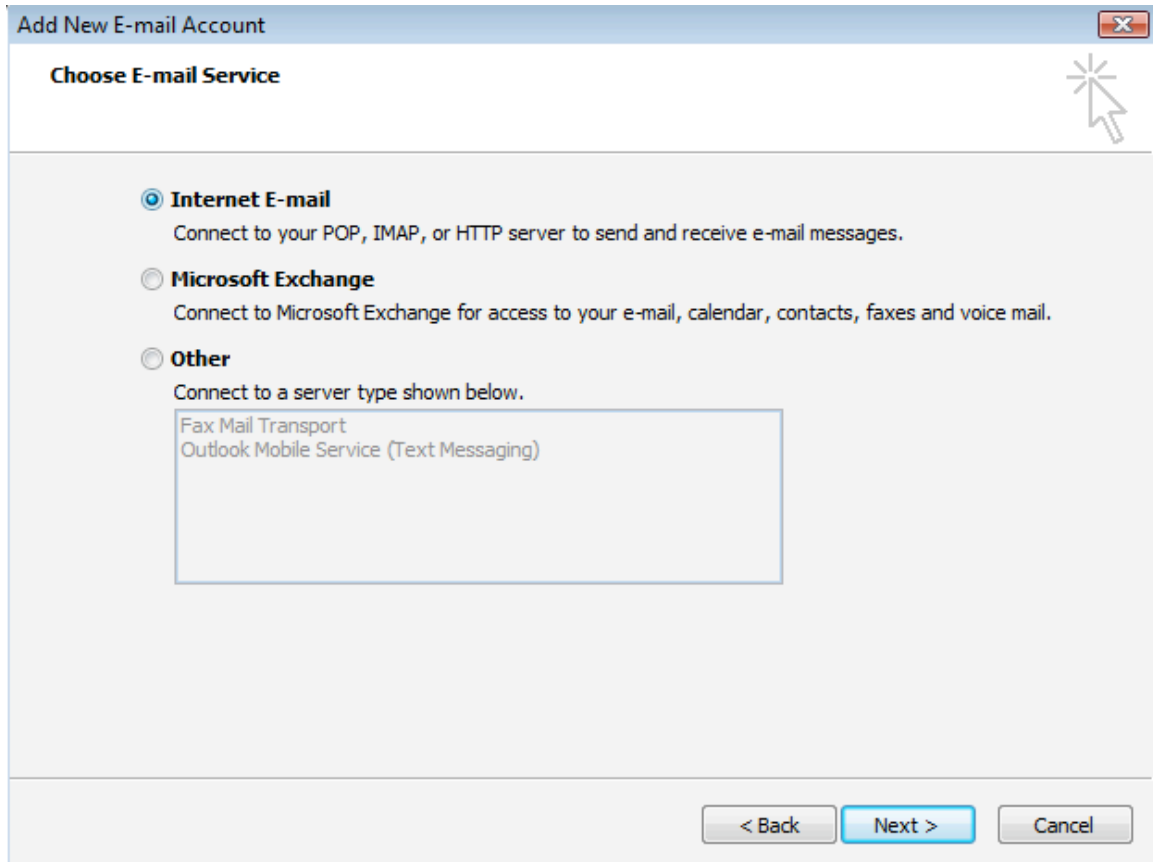 Add New E-mail Account
Choose E-mail Service
Internet E-mail
Connect to your POP, IMAP, or HTTP server to send and receive e-mail messages.
Microsoft Exchange
Connect to Microsoft Exchange for access to your e-mail, calendar, contacts, faxes and voice mail.
Other
Connect to a server type shown below.
Fax Mail Transport
Outlook Mobile Service (Text Messaging)
< Back Next > Cancel